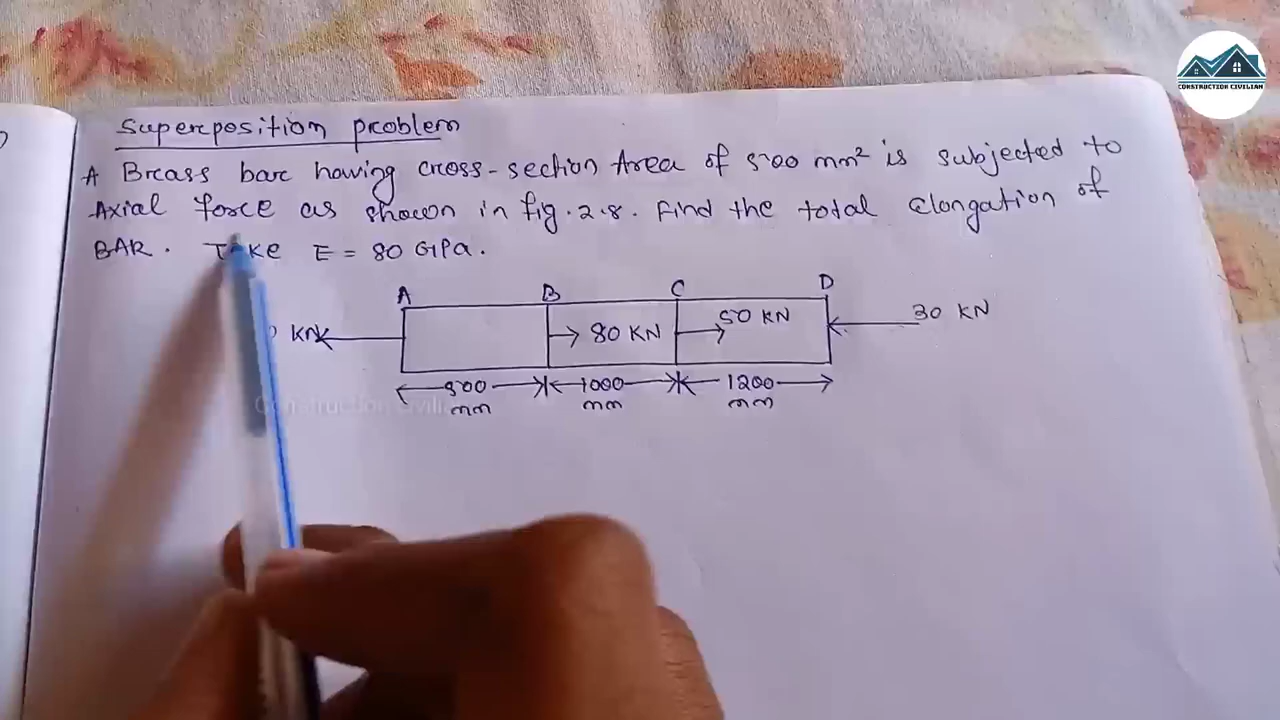 Superposition problem
A Brass bar having cross-section Area of 500 mm² is subjected to
Axial force as shown in fig. 2.8. Find the total Elongation of
BAR. Take E = 80 GPa.
A B C D
KN 80 KN 50 KN 30 KN
1000 1200
mm mm mm
Construction Civili
CONSTRUCTION CIVILIAN